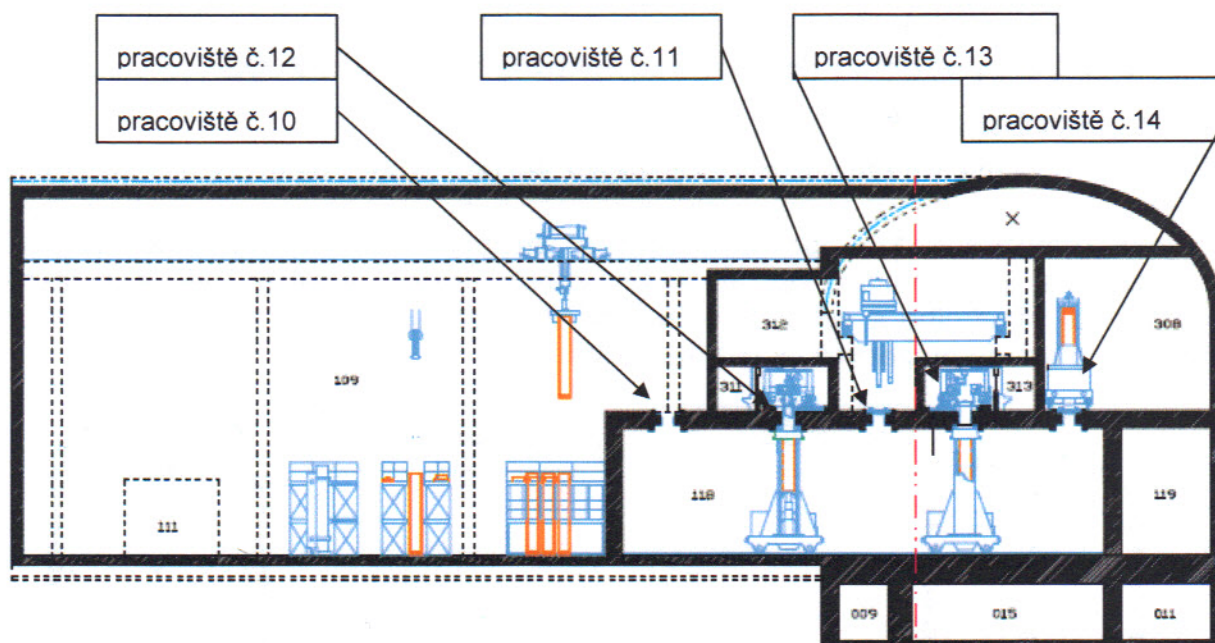 pracoviště č.12
pracoviště č.11
pracoviště č.13
pracoviště č.10
pracoviště č.14
312
308
109
311
313
118
119
111
009
015
011